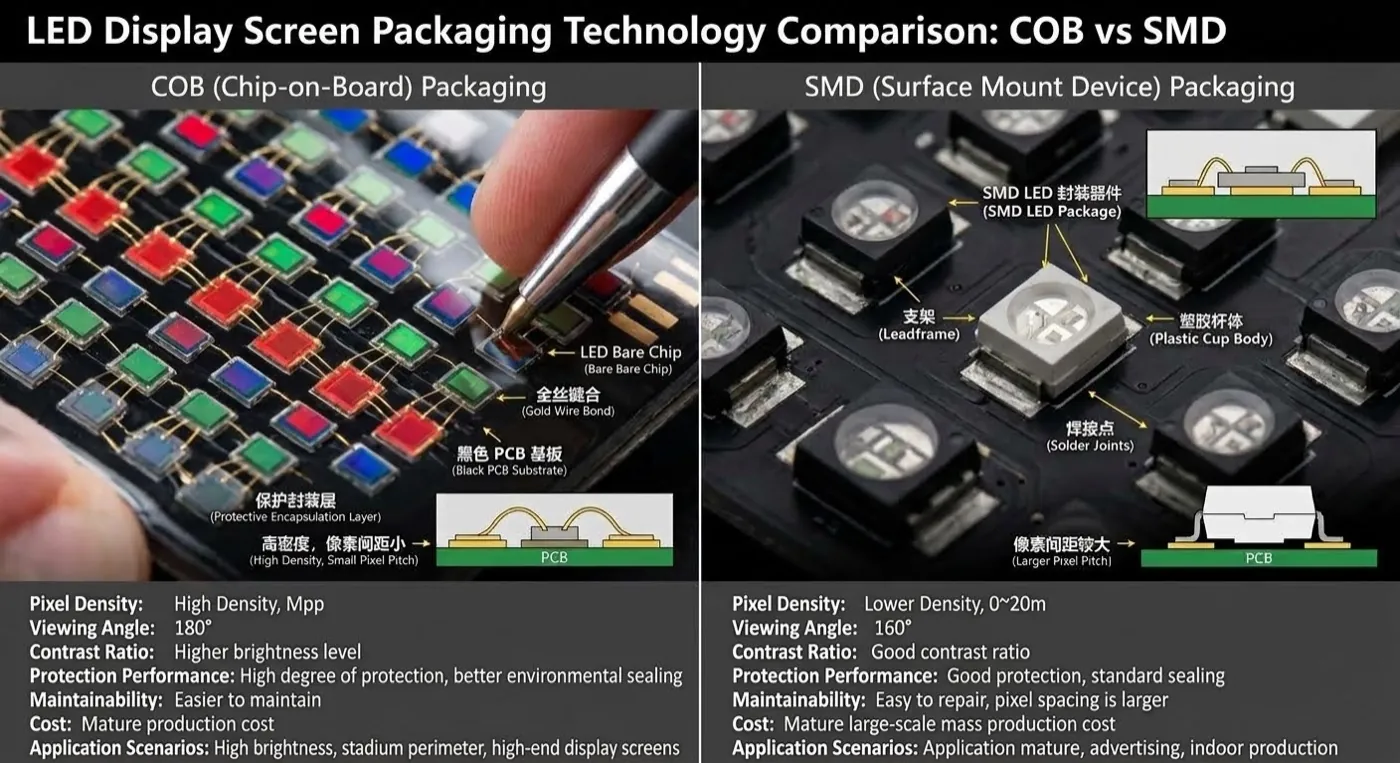 LED Display Screen Packaging Technology Comparison: COB vs SMD
COB (Chip-on-Board) Packaging
LED Bare Chip
(Bare Bare Chip)
(Gold Wire Bond)
黑色 PCB 基板
(Black PCB Substrate)
保护封装层
(Protective Encapsulation Layer)
高密度，像素间距小
(High Density, Small Pixel Pitch)
PCB
Pixel Density: High Density, Mpp
Viewing Angle: 180°
Contrast Ratio: Higher brightness level
Protection Performance: High degree of protection, better environmental sealing
Maintainability: Easier to maintain
Cost: Mature production cost
Application Scenarios: High brightness, stadium perimeter, high-end display screens
SMD (Surface Mount Device) Packaging
SMD LED 封装器件
(SMD LED Package)
支架
(Leadframe)
塑胶杯体
(Plastic Cup Body)
焊接点
(Solder Joints)
像素间距较大
(Larger Pixel Pitch)
PCB
Pixel Density: Lower Density, 0~20m
Viewing Angle: 160°
Contrast Ratio: Good contrast ratio
Protection Performance: Good protection, standard sealing
Maintainability: Easy to repair, pixel spacing is larger
Cost: Mature large-scale mass production cost
Application Scenarios: Application mature, advertising, indoor production